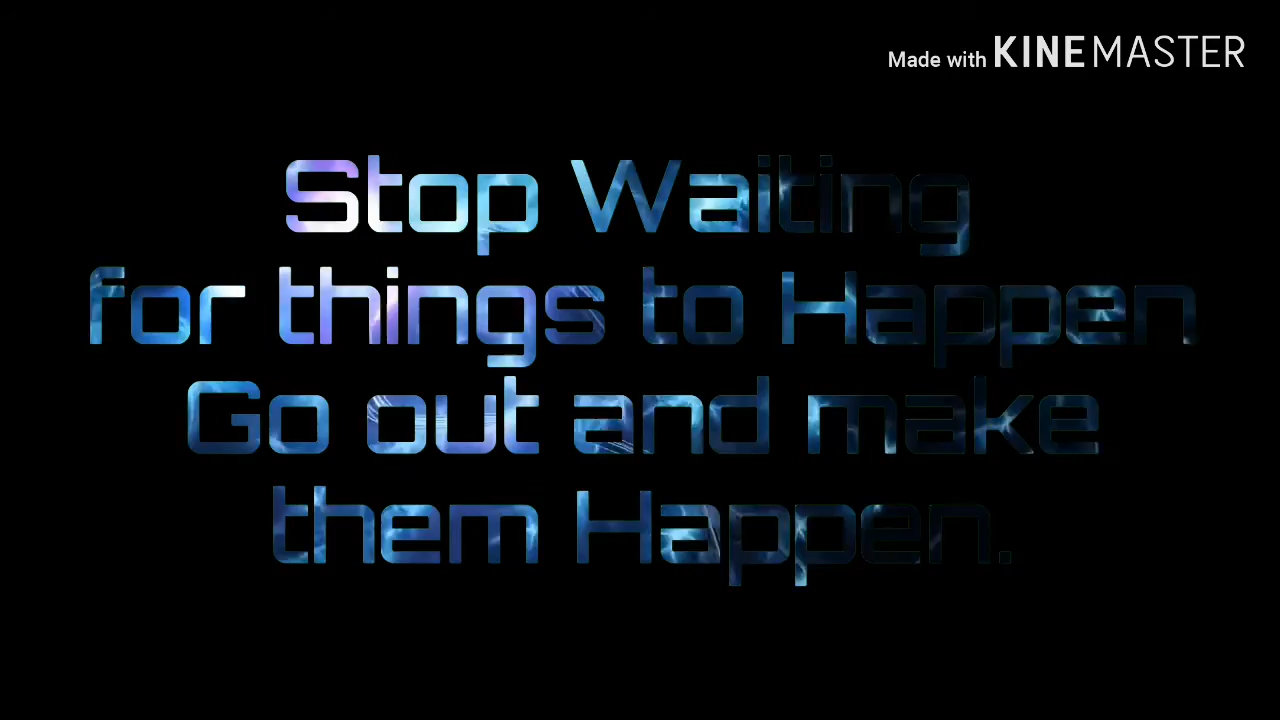 Made with KINEMASTER
Stop Waiting
for things to Happen
Go out and make
them Happen.